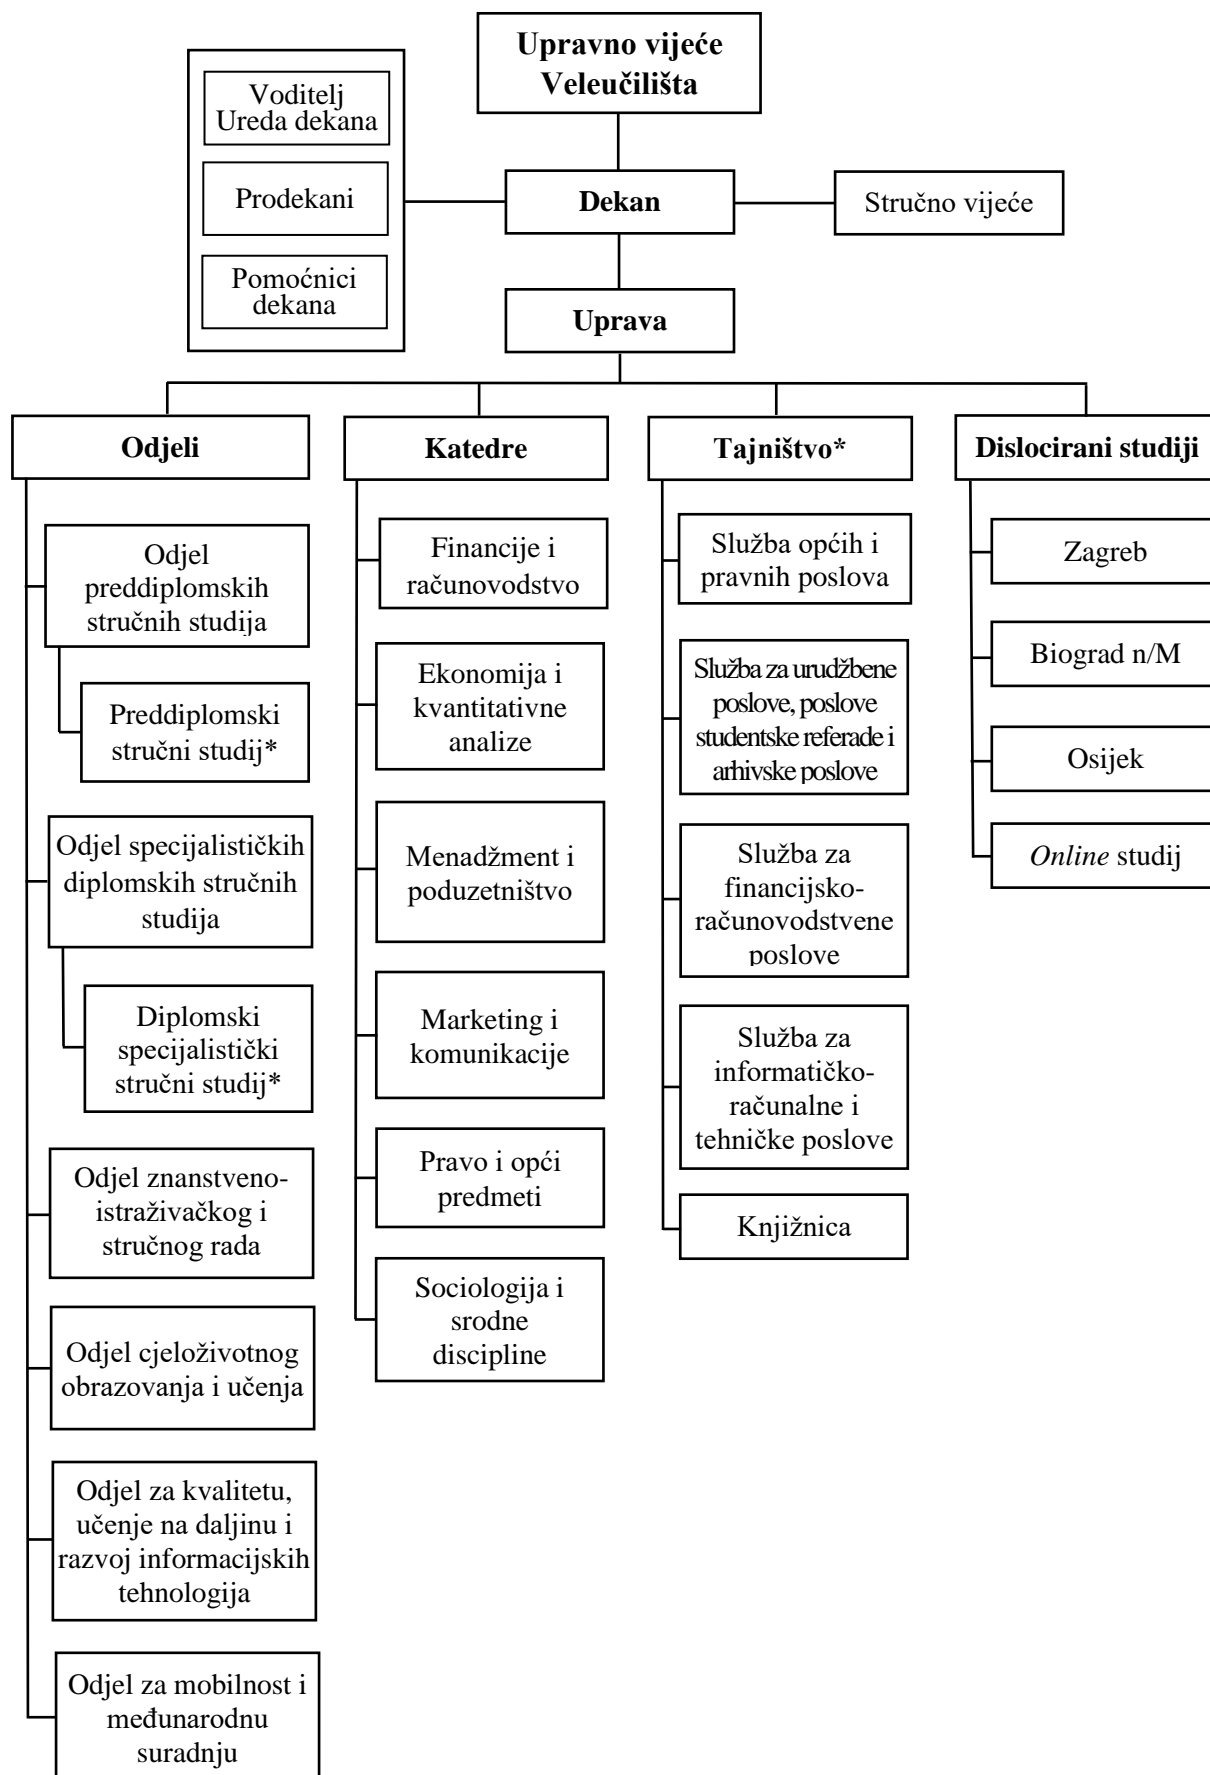 Upravno vijeće
Veleučilišta
Voditelj
Ureda dekana
Prodekani
Pomoćnici
dekana
Dekan
Stručno vijeće
Uprava
Odjeli
Odjel
preddiplomskih
stručnih studija
Preddiplomski
stručni studij*
Odjel specijalističkih
diplomskih stručnih
studija
Diplomski
specijalistički
stručni studij*
Odjel znanstveno-
istraživačkog i
stručnog rada
Odjel cjeloživotnog
obrazovanja i učenja
Odjel za kvalitetu,
učenje na daljinu i
razvoj informacijskih
tehnologija
Odjel za mobilnost i
međunarodnu
suradnju
Katedre
Financije i
računovodstvo
Ekonomija i
kvantitativne
analize
Menadžment i
poduzetništvo
Marketing i
komunikacije
Pravo i opći
predmeti
Sociologija i
srodne
discipline
Tajništvo*
Služba općih i
pravnih poslova
Služba za urudžbene
poslove, poslove
studentske referade i
arhivske poslove
Služba za
financijsko-
računovodstvene
poslove
Služba za
informatičko-
računalne i
tehničke poslove
Knjižnica
Dislocirani studiji
Zagreb
Biograd n/M
Osijek
Online studij